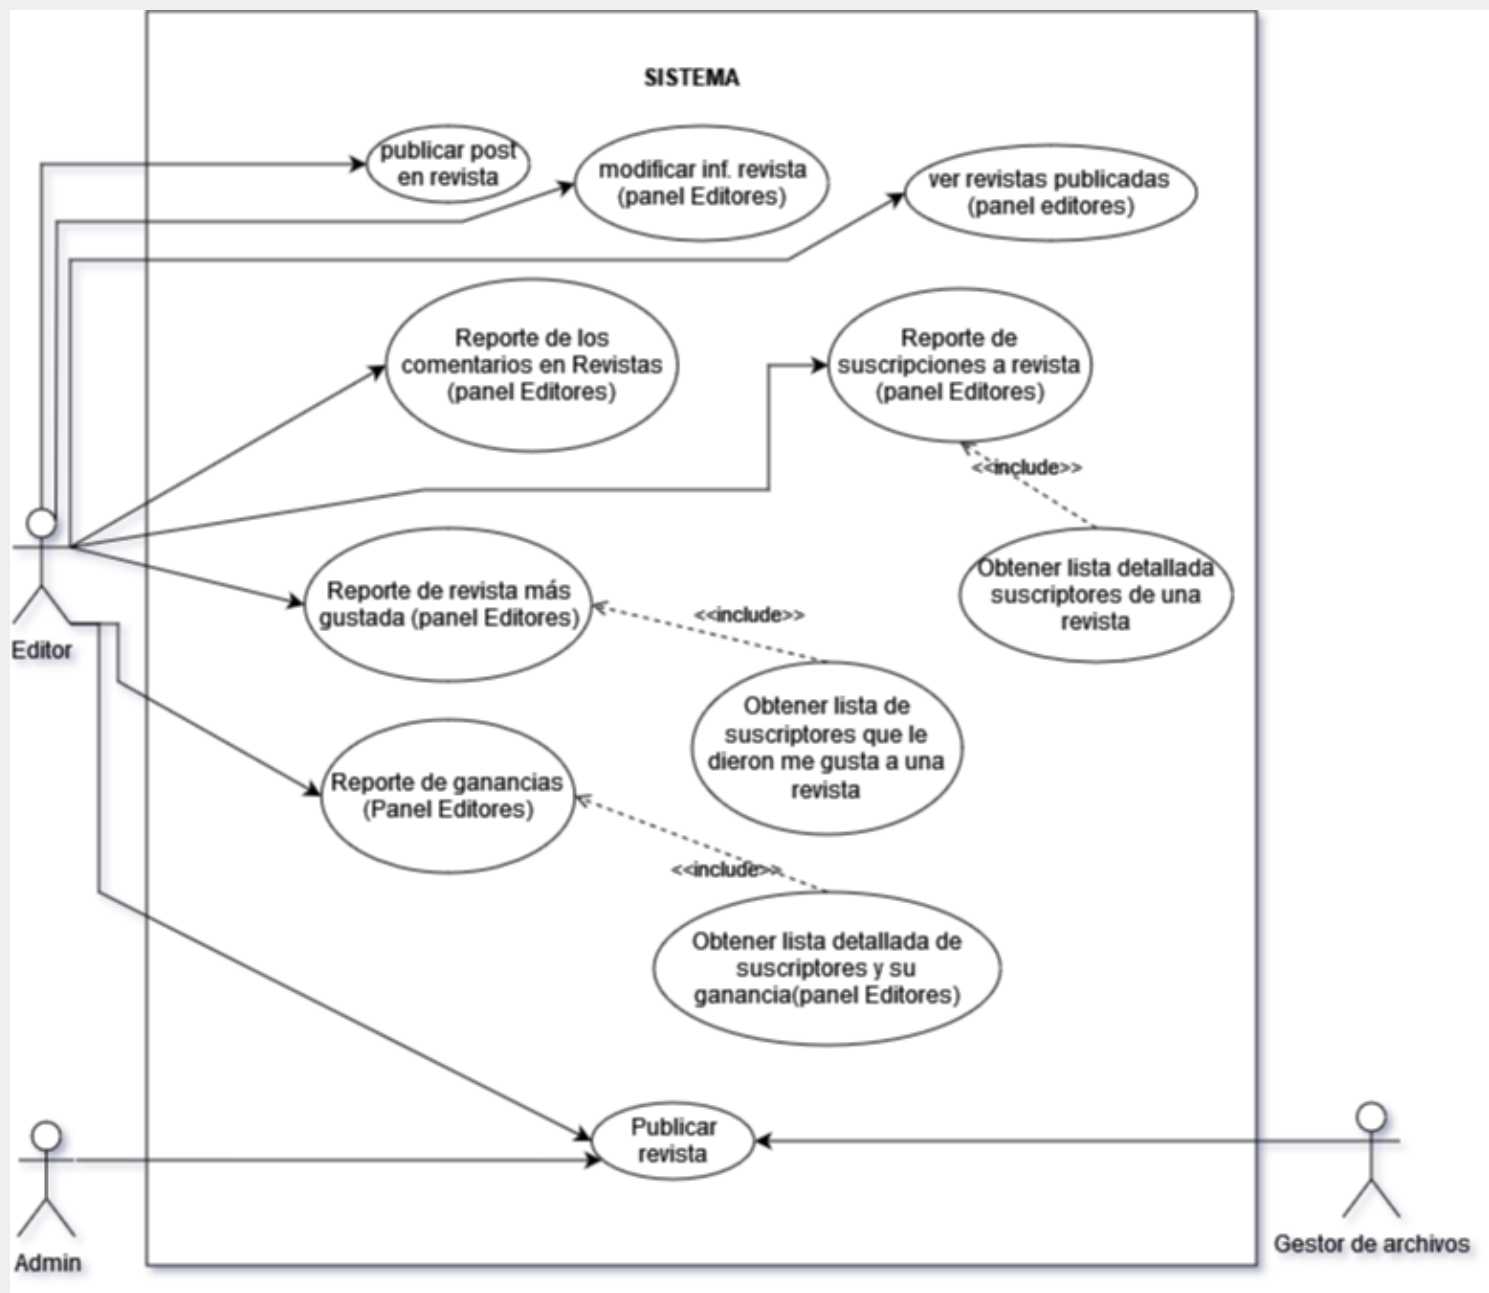 SISTEMA
publicar post
en revista
modificar inf. revista
(panel Editores)
ver revistas publicadas
(panel editores)
Reporte de los
comentarios en Revistas
(panel Editores)
Reporte de
suscripciones a revista
(panel Editores)
<<include>>
Obtener lista detallada
suscriptores de una
revista
Editor
Reporte de revista más
gustada (panel Editores)
<<include>>
Obtener lista de
suscriptores que le
dieron me gusta a una
revista
Reporte de ganancias
(Panel Editores)
<<include>>
Obtener lista detallada de
suscriptores y su
ganancia(panel Editores)
Publicar
revista
Admin
Gestor de archivos